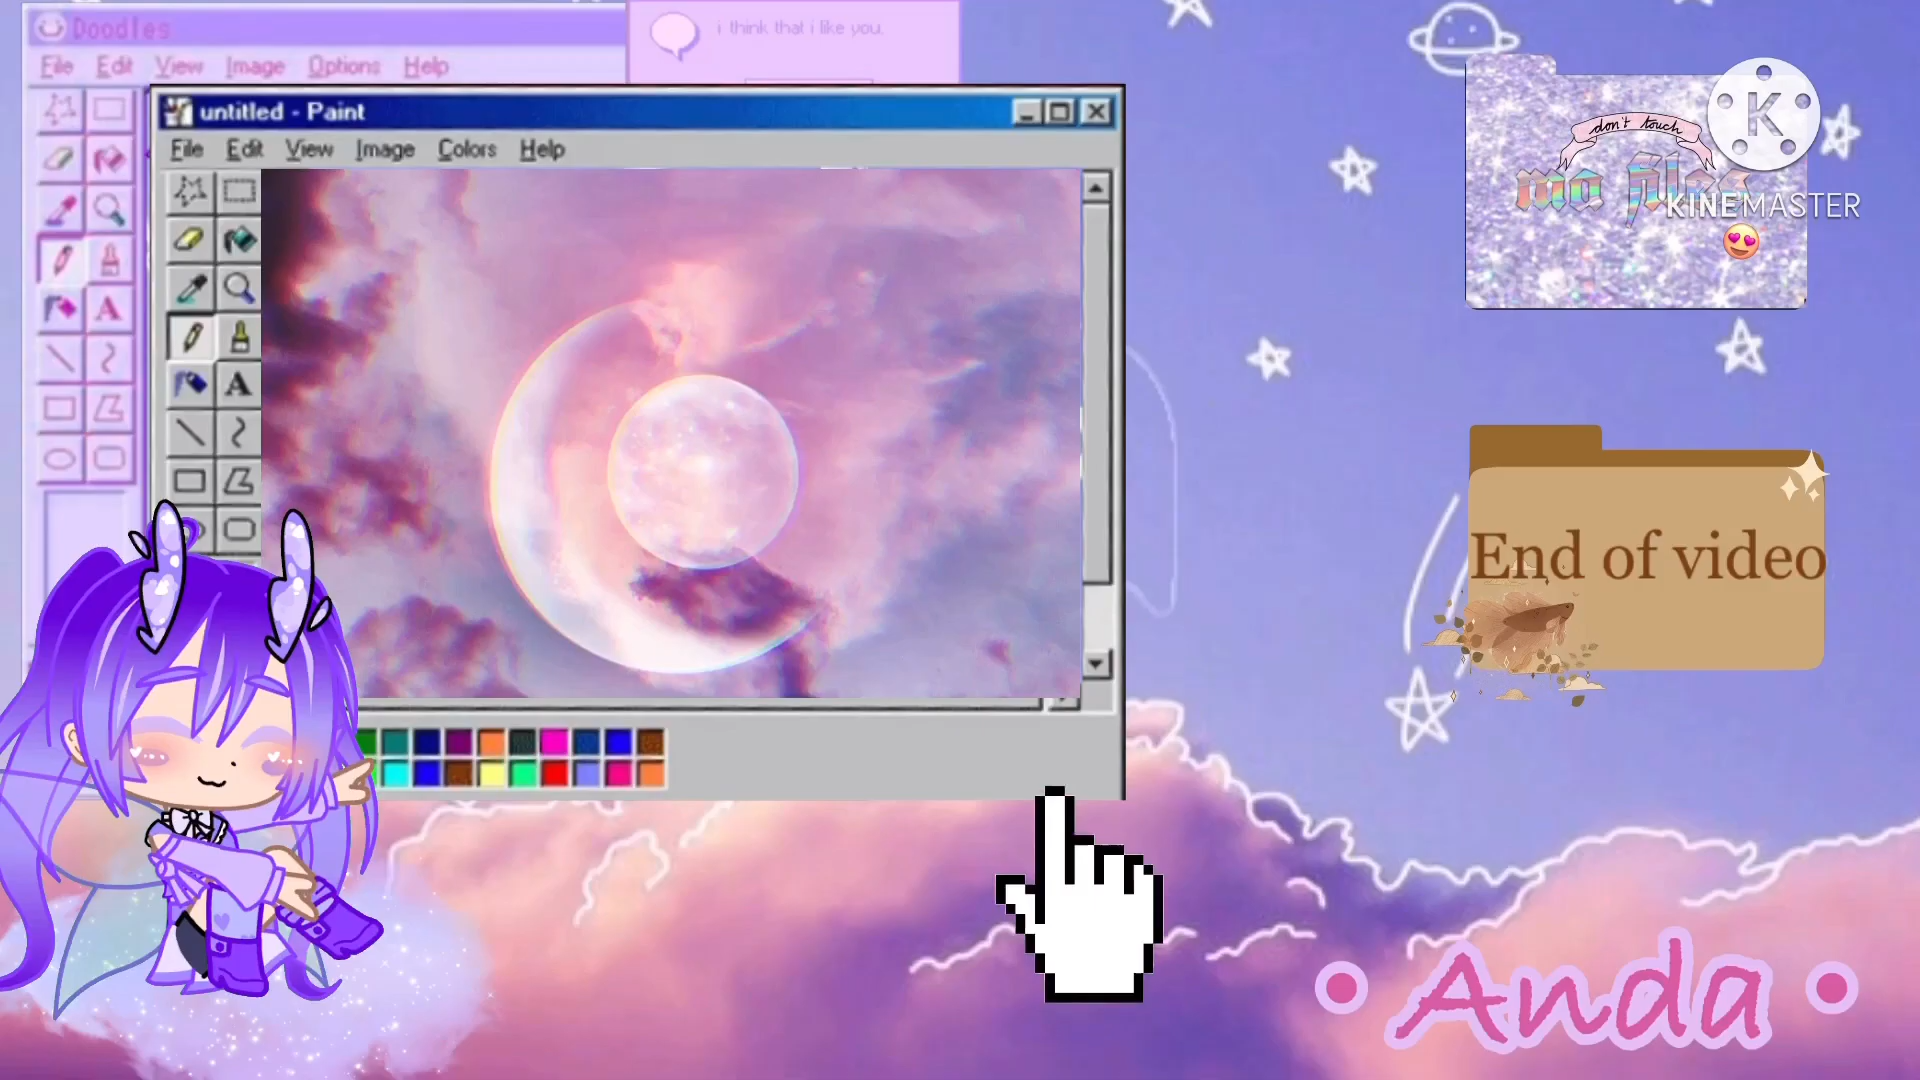 Doodles
i think that i like you.
File Edit View Image Options Help
untitled - Paint
File Edit View Image Colors Help
A
A
don't touch
ma files
K
KINEMASTER
End of video
• Anda •